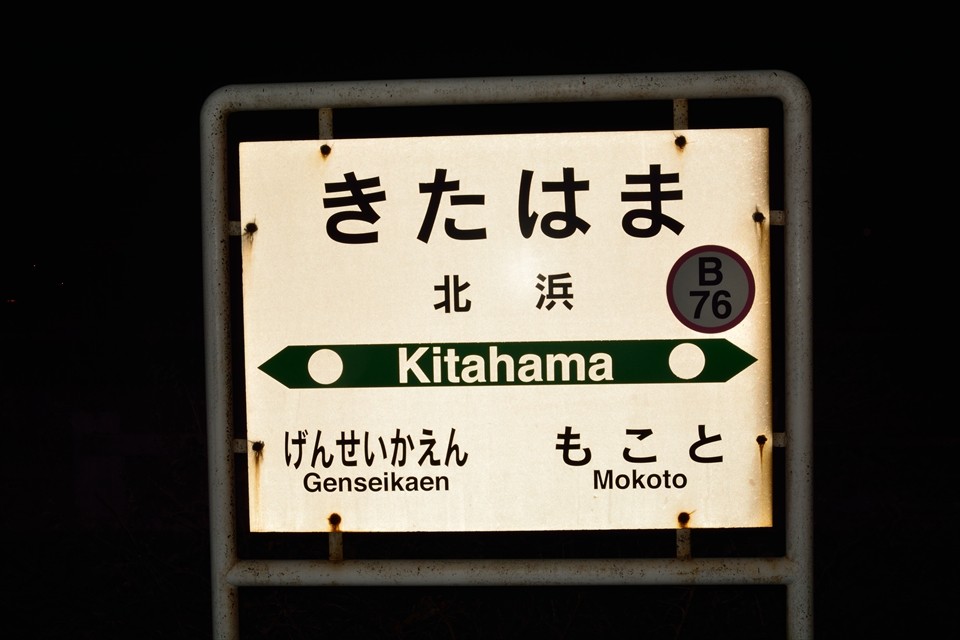 きたはま
北浜
B
76
Kitahama
げんせいかえん
Genseikaen
もこと
Mokoto